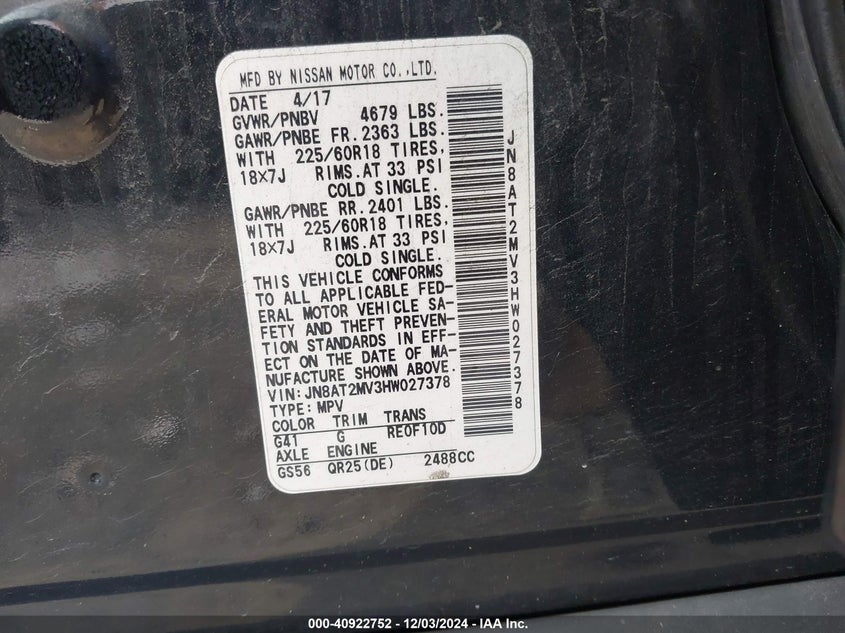 MFD BY NISSAN MOTOR CO.,LTD.
DATE 4/17
GVWR/PNBV 4679 LBS.
GAWR/PNBE FR. 2363 LBS.
WITH 225/60R18 TIRES,
18×7J RIMS.AT 33 PSI
COLD SINGLE.
GAWR/PNBE RR. 2401 LBS.
WITH 225/60R18 TIRES,
18×7J RIMS.AT 33 PSI
COLD SINGLE.
THIS VEHICLE CONFORMS
TO ALL APPLICABLE FED-
ERAL MOTOR VEHICLE SA-
FETY AND THEFT PREVEN-
TION STANDARDS IN EFF-
ECT ON THE DATE OF MA-
NUFACTURE SHOWN ABOVE.
VIN:JN8AT2MV3HW027378
TYPE:MPV
COLOR TRIM TRANS
G41 G RE0F10D
AXLE ENGINE
GS56 QR25(DE) 2488CC
JN8AT2MV3HW027378
000-40922752 - 12/03/2024 - IAA Inc.